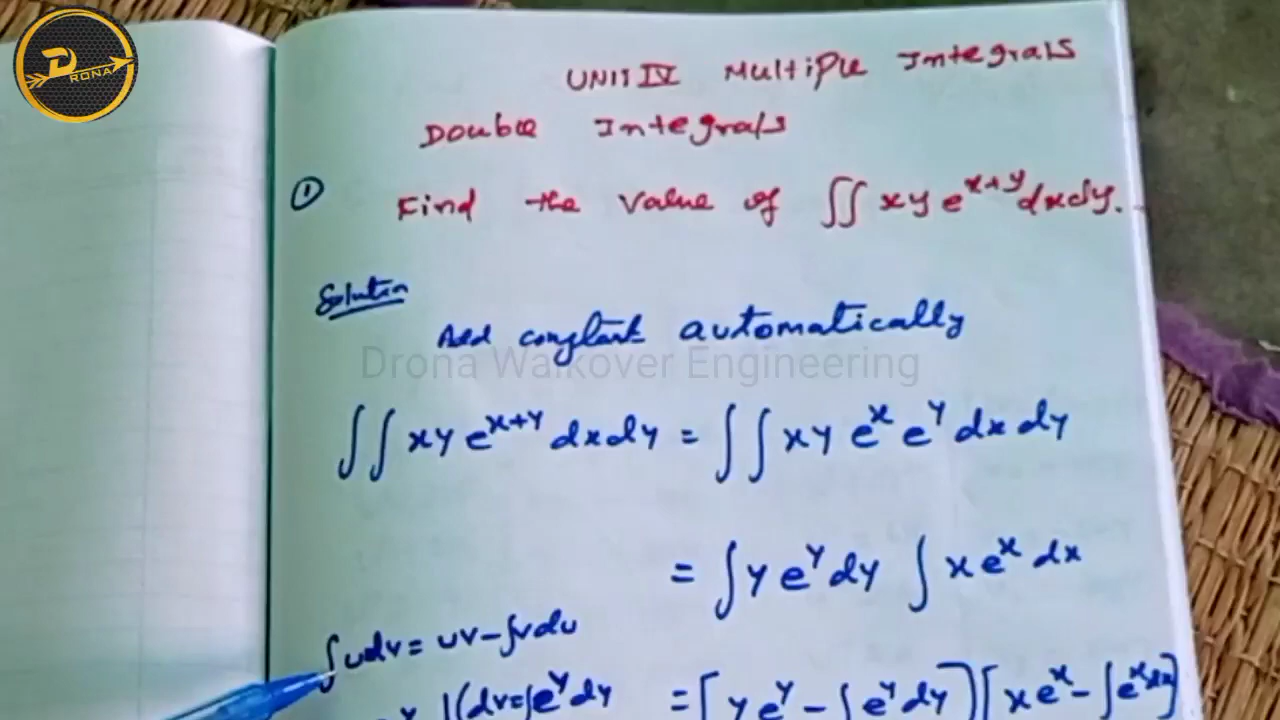 DRONA
UNIT IV Multiple Integrals
Double Integrals
① Find the value of ∬ xy e^{x+y} dxdy.
Solution
Add constant automatically
Drona Walkover Engineering
∬ xy e^{x+y} dxdy = ∬ xy e^x e^y dx dy
= ∫ y e^y dy ∫ x e^x dx
∫udv = uv - ∫vdu
∫dv = ∫e^y dy = [y e^y - ∫e^y dy] [x e^x - ∫e^x dx]